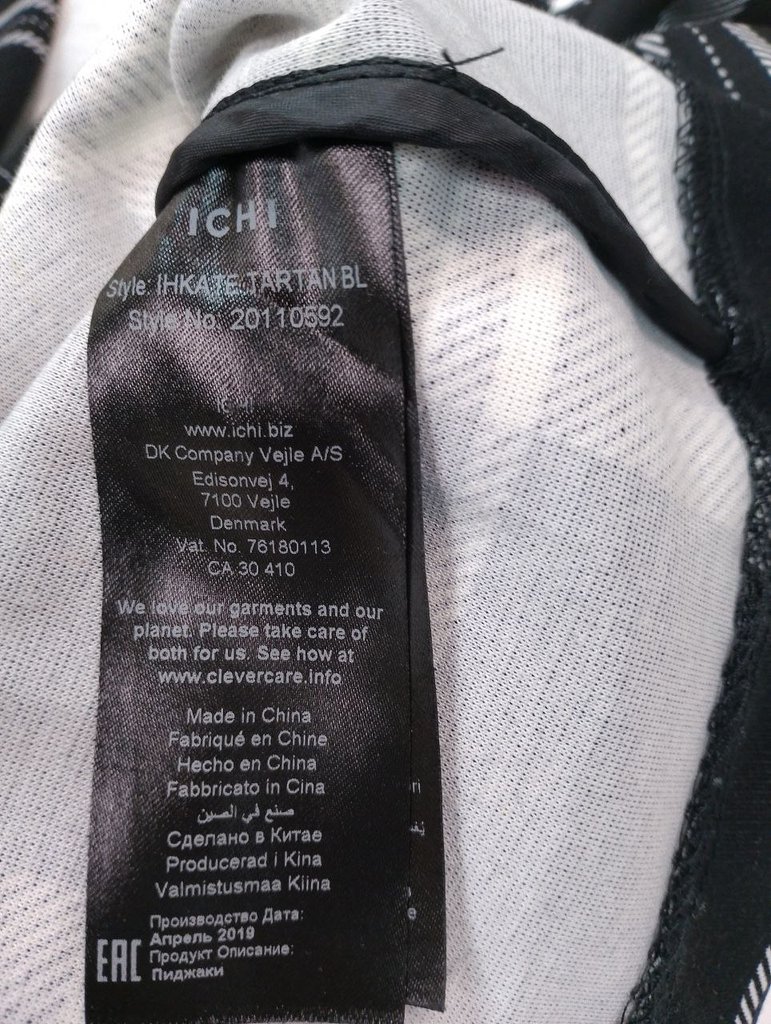 ICHI
Style IHKATE TARTAN BL
Style No. 20110592
ICHI
www.ichi.biz
DK Company Vejle A/S
Edisonvej 4,
7100 Vejle
Denmark
Vat. No. 76180113
CA 30 410
We love our garments and our
planet. Please take care of
both for us. See how at
www.clevercare.info
Made in China
Fabriqué en Chine
Hecho en China
Fabbricato in Cina
صنع في الصين
Сделано в Китае
Producerad i Kina
Valmistusmaa Kiina
Производство Дата:
Апрель 2019
Продукт Описание:
Пиджаки
EAC